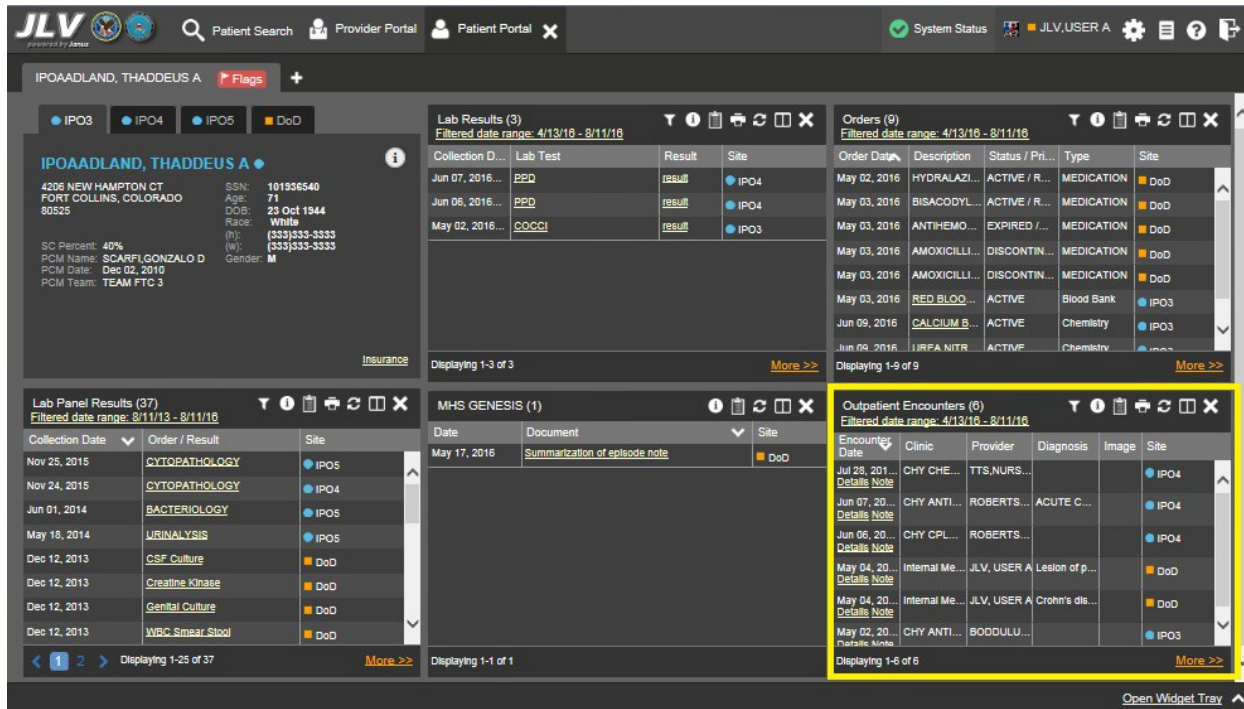 JLV
powered by Janus
Patient Search
Provider Portal
Patient Portal
System Status
JLV,USER A
IPOAADLAND, THADDEUS A
Flags
IPO3
IPO4
IPO5
DoD
IPOAADLAND, THADDEUS A
4206 NEW HAMPTON CT
FORT COLLINS, COLORADO
80525
SSN: 101936540
Age: 71
DOB: 23 Oct 1944
Race: White
(h): (333)333-3333
(w): (333)333-3333
Gender: M
SC Percent: 40%
PCM Name: SCARFI,GONZALO D
PCM Date: Dec 02, 2010
PCM Team: TEAM FTC 3
Insurance
Lab Results (3)
Filtered date range: 4/13/16 - 8/11/16
Collection D... Lab Test Result Site
Jun 07, 2016... PPD result IPO4
Jun 06, 2016... PPD result IPO4
May 02, 2016... COCCI result IPO3
Displaying 1-3 of 3 More >>
Orders (9)
Filtered date range: 4/13/16 - 8/11/16
Order Date Description Status / Pri... Type Site
May 02, 2016 HYDRALAZI... ACTIVE / R... MEDICATION DoD
May 03, 2016 BISACODYL... ACTIVE / R... MEDICATION DoD
May 03, 2016 ANTIHEMO... EXPIRED /... MEDICATION DoD
May 03, 2016 AMOXICILLI... DISCONTIN... MEDICATION DoD
May 03, 2016 AMOXICILLI... DISCONTIN... MEDICATION DoD
May 03, 2016 RED BLOO... ACTIVE Blood Bank IPO3
Jun 09, 2016 CALCIUM B... ACTIVE Chemistry IPO3
Jun 09, 2016 UREA NITR... ACTIVE Chemistry IPO3
Displaying 1-9 of 9 More >>
Lab Panel Results (37)
Filtered date range: 8/11/13 - 8/11/16
Collection Date Order / Result Site
Nov 25, 2015 CYTOPATHOLOGY IPO5
Nov 24, 2015 CYTOPATHOLOGY IPO4
Jun 01, 2014 BACTERIOLOGY IPO5
May 18, 2014 URINALYSIS IPO5
Dec 12, 2013 CSF Culture DoD
Dec 12, 2013 Creatine Kinase DoD
Dec 12, 2013 Genital Culture DoD
Dec 12, 2013 WBC Smear Stool DoD
1 2 Displaying 1-25 of 37 More >>
MHS GENESIS (1)
Date Document Site
May 17, 2016 Summarization of episode note DoD
Displaying 1-1 of 1
Outpatient Encounters (6)
Filtered date range: 4/13/16 - 8/11/16
Encounter Date Clinic Provider Diagnosis Image Site
Jul 28, 201... CHY CHE... TTS,NURS... IPO4
Details Note
Jun 07, 20... CHY ANTI... ROBERTS... ACUTE C... IPO4
Details Note
Jun 06, 20... CHY CPL... ROBERTS... IPO4
Details Note
May 04, 20... Internal Me... JLV, USER A Lesion of p... DoD
Details Note
May 04, 20... Internal Me... JLV, USER A Crohn's dis... DoD
Details Note
May 02, 20... CHY ANTI... BODDULU... IPO3
Details Note
Displaying 1-6 of 6 More >>
Open Widget Tray